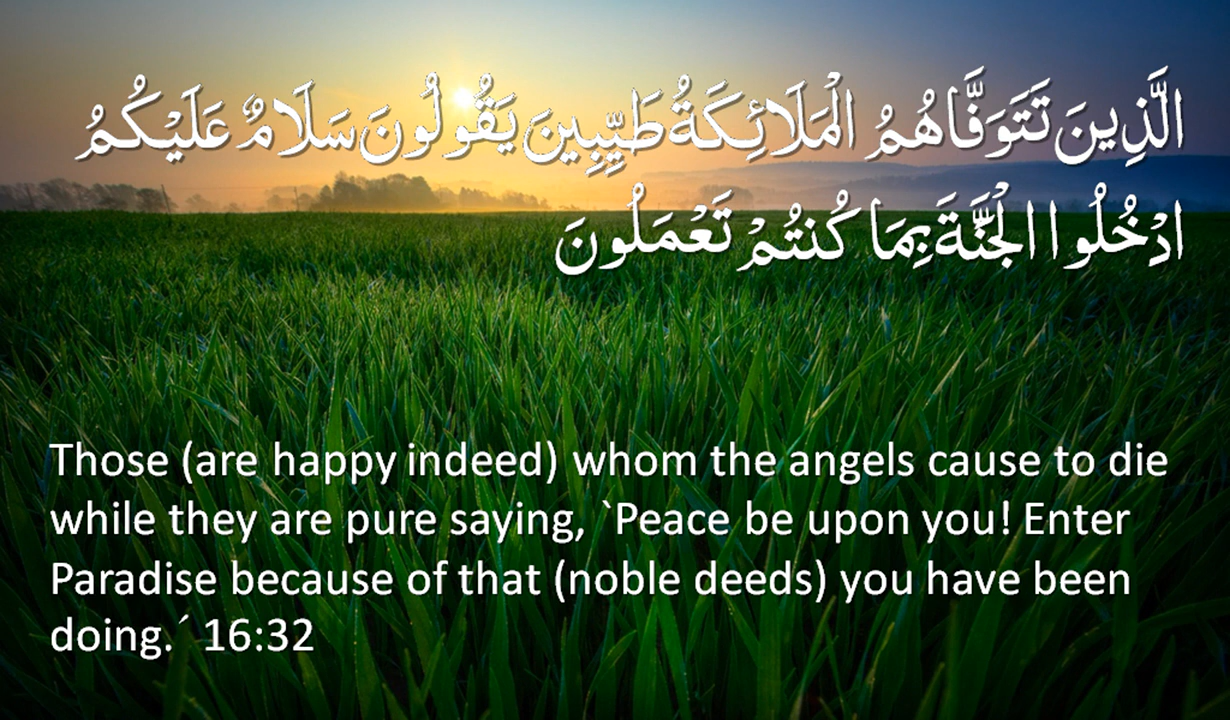 الَّذِينَ تَتَوَفَّاهُمُ الْمَلَائِكَةُ طَيِّبِينَ يَقُولُونَ سَلَامٌ عَلَيْكُمُ
ادْخُلُوا الْجَنَّةَ بِمَا كُنتُمْ تَعْمَلُونَ
Those (are happy indeed) whom the angels cause to die
while they are pure saying, `Peace be upon you! Enter
Paradise because of that (noble deeds) you have been
doing.´ 16:32